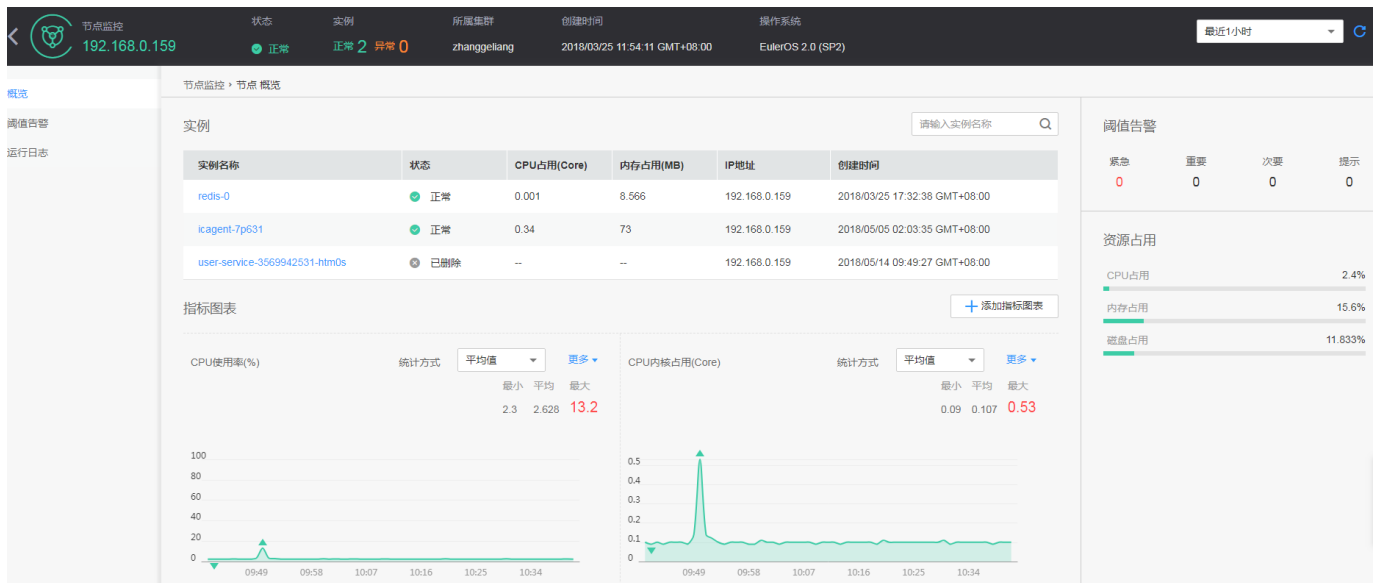 节点监控
192.168.0.159
状态
正常
实例
正常 2 异常 0
所属集群
zhanggeliang
创建时间
2018/03/25 11:54:11 GMT+08:00
操作系统
EulerOS 2.0 (SP2)
最近1小时
概览
阈值告警
运行日志
节点监控 › 节点 概览
实例
请输入实例名称
实例名称 状态 CPU占用(Core) 内存占用(MB) IP地址 创建时间
redis-0 正常 0.001 8.566 192.168.0.159 2018/03/25 17:32:38 GMT+08:00
icagent-7p631 正常 0.34 73 192.168.0.159 2018/05/05 02:03:35 GMT+08:00
user-service-3569942531-htm0s 已删除 -- -- 192.168.0.159 2018/05/14 09:49:27 GMT+08:00
指标图表
添加指标图表
CPU使用率(%) 统计方式 平均值 更多
最小 平均 最大
2.3 2.628 13.2
100
80
60
40
20
0
09:49 09:58 10:07 10:16 10:25 10:34
CPU内核占用(Core) 统计方式 平均值 更多
最小 平均 最大
0.09 0.107 0.53
0.5
0.4
0.3
0.2
0.1
0
09:49 09:58 10:07 10:16 10:25 10:34
阈值告警
紧急 重要 次要 提示
0 0 0 0
资源占用
CPU占用 2.4%
内存占用 15.6%
磁盘占用 11.833%